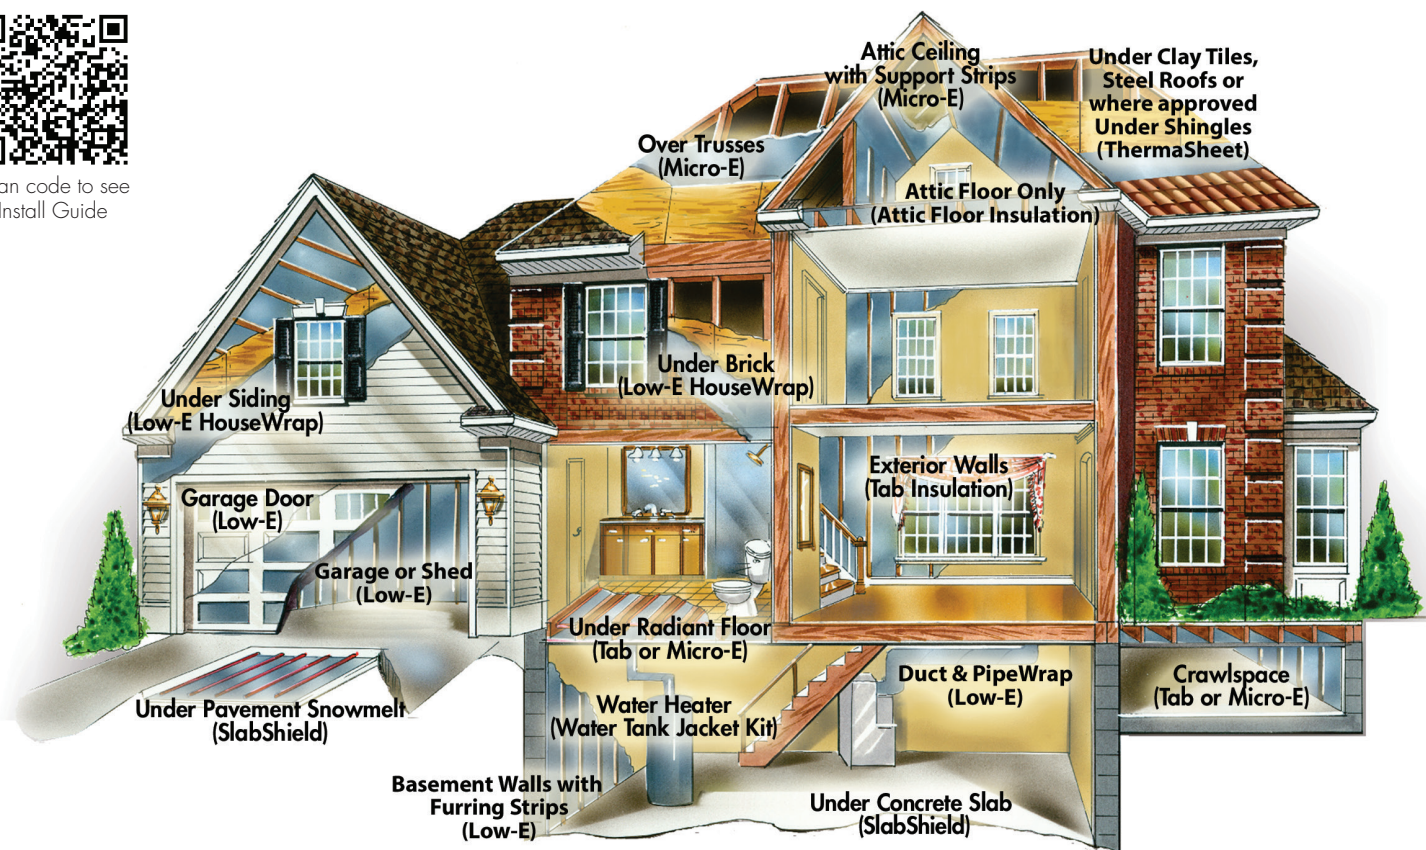 an code to see
Install Guide
Attic Ceiling
with Support Strips
(Micro-E)
Under Clay Tiles,
Steel Roofs or
where approved
Under Shingles
(ThermaSheet)
Over Trusses
(Micro-E)
Attic Floor Only
(Attic Floor Insulation)
Under Brick
(Low-E HouseWrap)
Under Siding
(Low-E HouseWrap)
Exterior Walls
(Tab Insulation)
Garage Door
(Low-E)
Garage or Shed
(Low-E)
Under Radiant Floor
(Tab or Micro-E)
Duct & PipeWrap
(Low-E)
Crawlspace
(Tab or Micro-E)
Under Pavement Snowmelt
(SlabShield)
Water Heater
(Water Tank Jacket Kit)
Basement Walls with
Furring Strips
(Low-E)
Under Concrete Slab
(SlabShield)